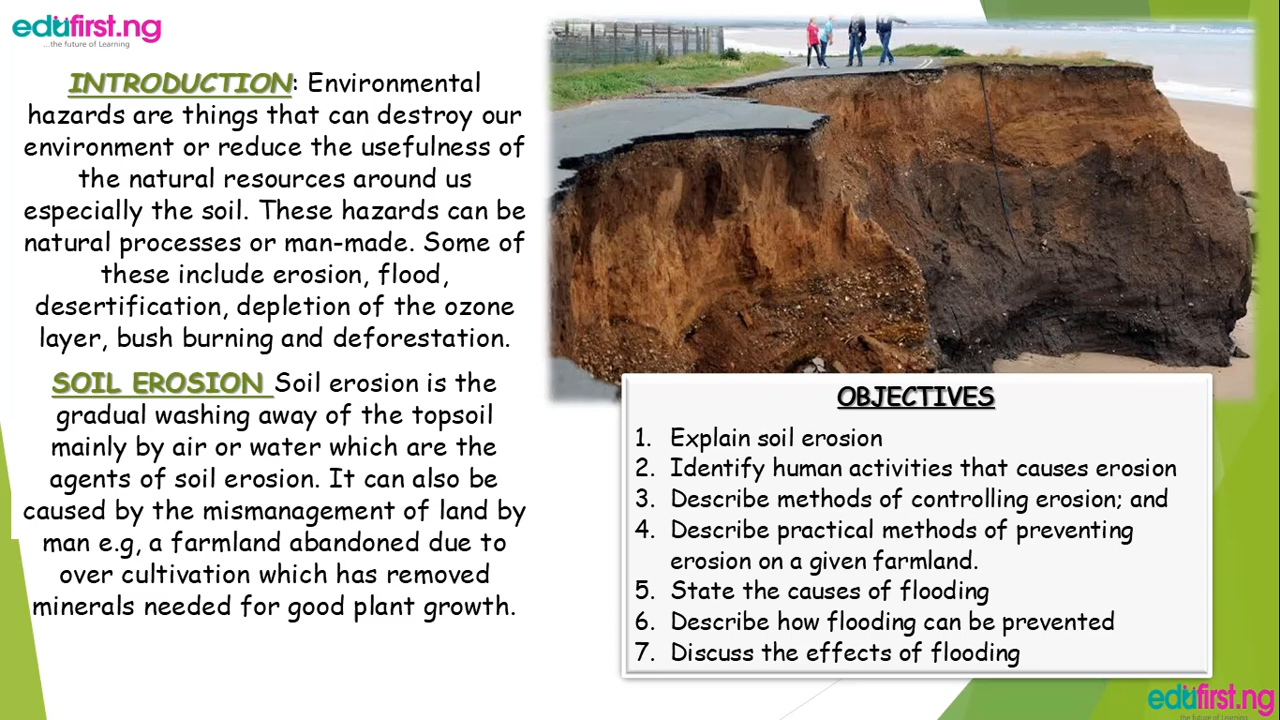 edufirst.ng
...the future of Learning
INTRODUCTION: Environmental
hazards are things that can destroy our
environment or reduce the usefulness of
the natural resources around us
especially the soil. These hazards can be
natural processes or man-made. Some of
these include erosion, flood,
desertification, depletion of the ozone
layer, bush burning and deforestation.
SOIL EROSION Soil erosion is the
gradual washing away of the topsoil
mainly by air or water which are the
agents of soil erosion. It can also be
caused by the mismanagement of land by
man e.g, a farmland abandoned due to
over cultivation which has removed
minerals needed for good plant growth.
OBJECTIVES
1. Explain soil erosion
2. Identify human activities that causes erosion
3. Describe methods of controlling erosion; and
4. Describe practical methods of preventing
erosion on a given farmland.
5. State the causes of flooding
6. Describe how flooding can be prevented
7. Discuss the effects of flooding
edufirst.ng
...the future of Learning